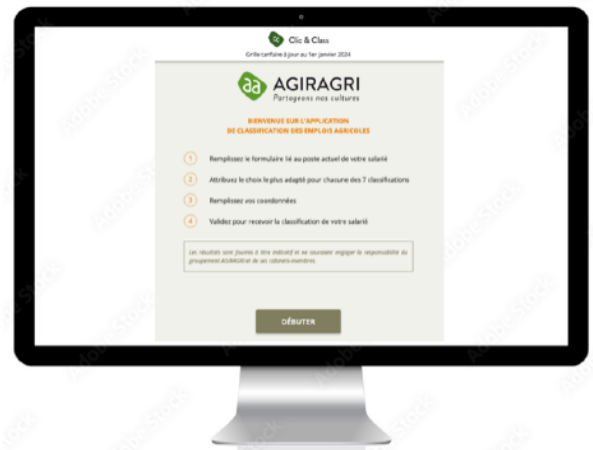 Clic & Class
Grille tarifaire à jour au 1er janvier 2024
aa AGIRAGRI
Partageons nos cultures
BIENVENUE SUR L'APPLICATION
DE CLASSIFICATION DES EMPLOIS AGRICOLES
1 Remplissez le formulaire lié au poste actuel de votre salarié
2 Attribuez le choix le plus adapté pour chacune des 7 classifications
3 Remplissez vos coordonnées
4 Validez pour recevoir la classification de votre salarié
Les résultats sont fournis à titre indicatif et ne sauraient engager la responsabilité du
groupement AGIRAGRI et de ses cabinets membres
DÉBUTER
Adobe Stock